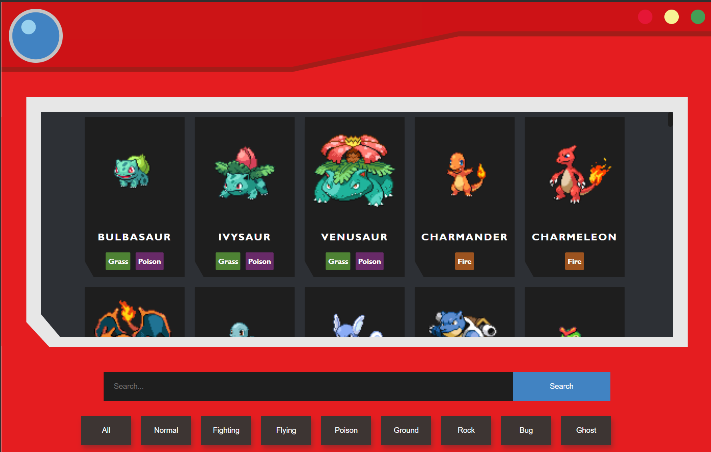 BULBASAUR IVYSAUR VENUSAUR CHARMANDER CHARMELEON
Grass Poison Grass Poison Grass Poison Fire Fire
Search... Search
All Normal Fighting Flying Poison Ground Rock Bug Ghost